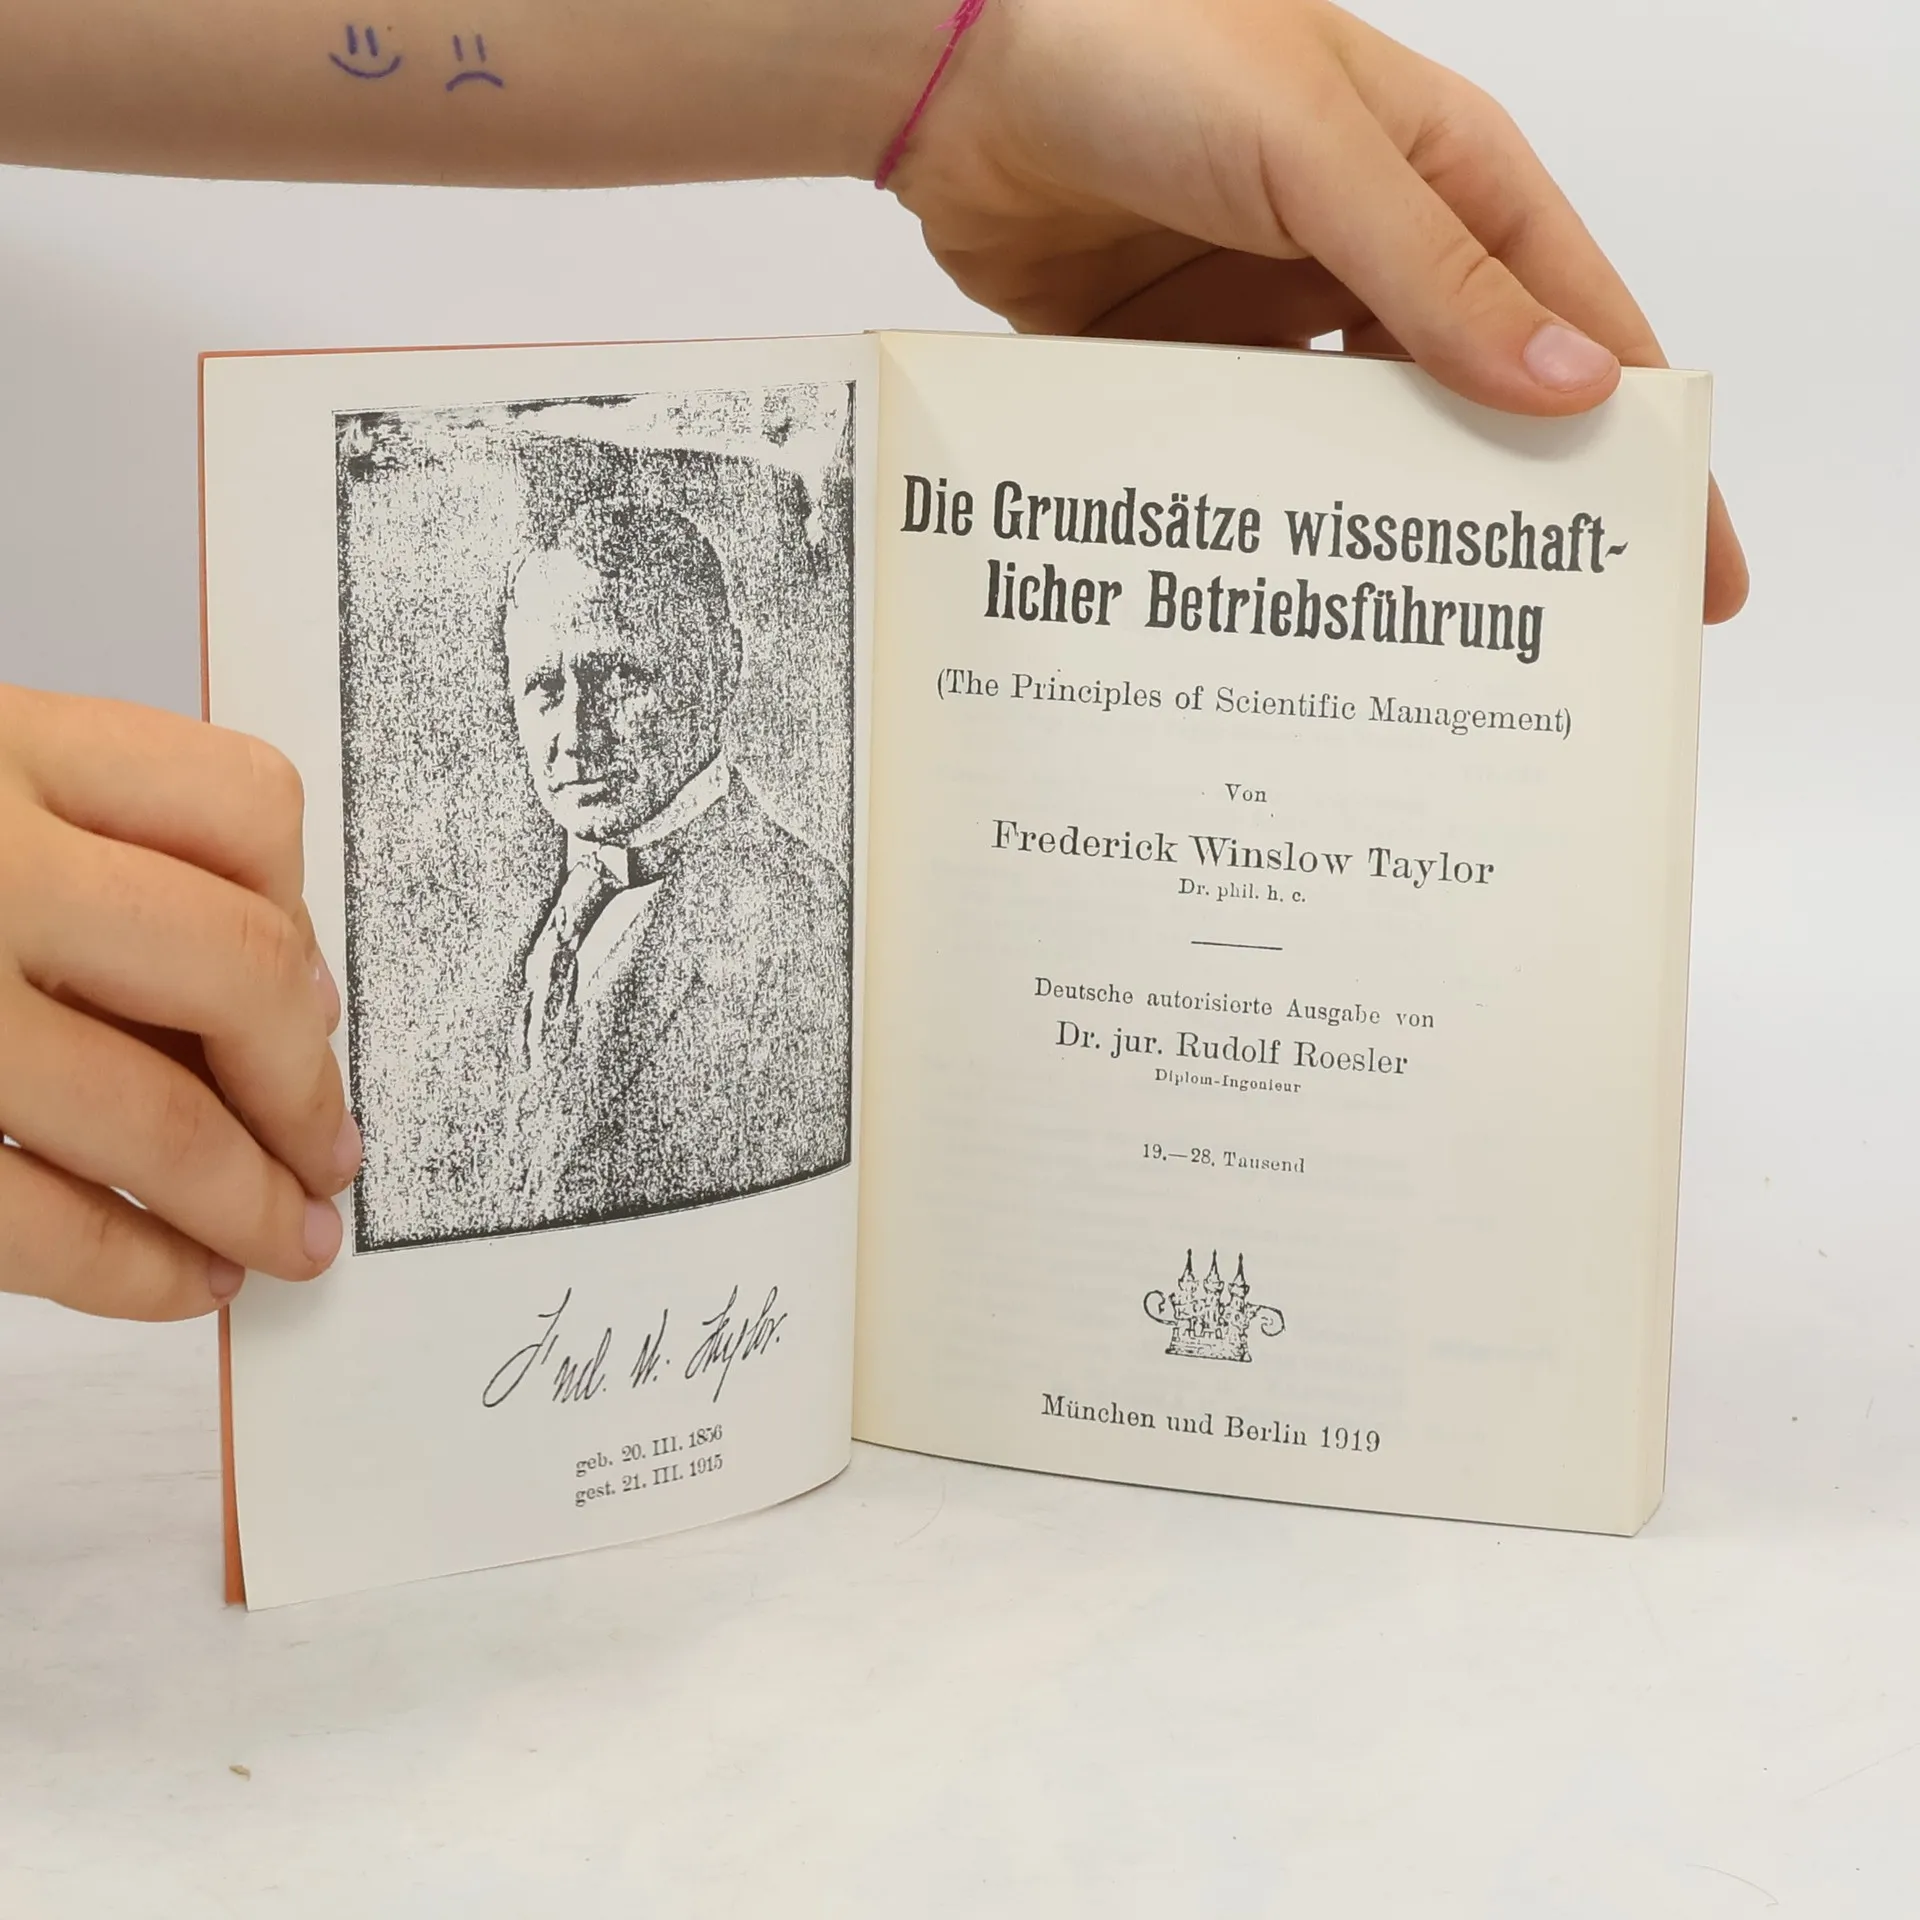 Fred. W. Taylor.
geb. 20. III. 1856
gest. 21. III. 1915
Die Grundsätze wissenschaft-
licher Betriebsführung
(The Principles of Scientific Management)
Von
Frederick Winslow Taylor
Dr. phil. h. c.
Deutsche autorisierte Ausgabe von
Dr. jur. Rudolf Roesler
Diplom-Ingenieur
19.—28. Tausend
München und Berlin 1919